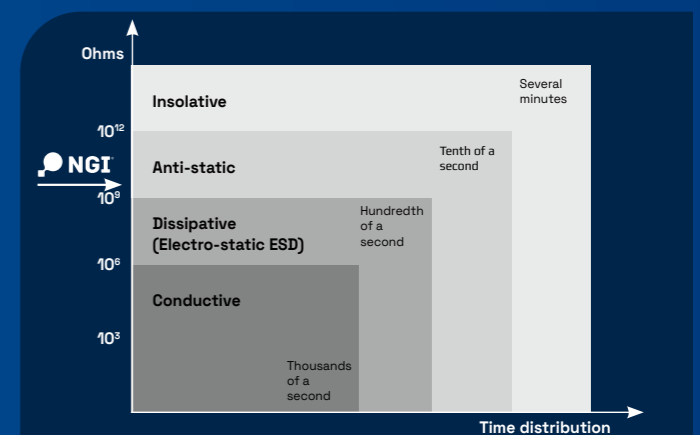 Ohms
Insolative
Several
minutes
10¹²
NGI
Anti-static
Tenth of a
second
10⁹
Dissipative
(Electro-static ESD)
Hundredth
of a
second
10⁶
Conductive
10³
Thousands
of a
second
Time distribution